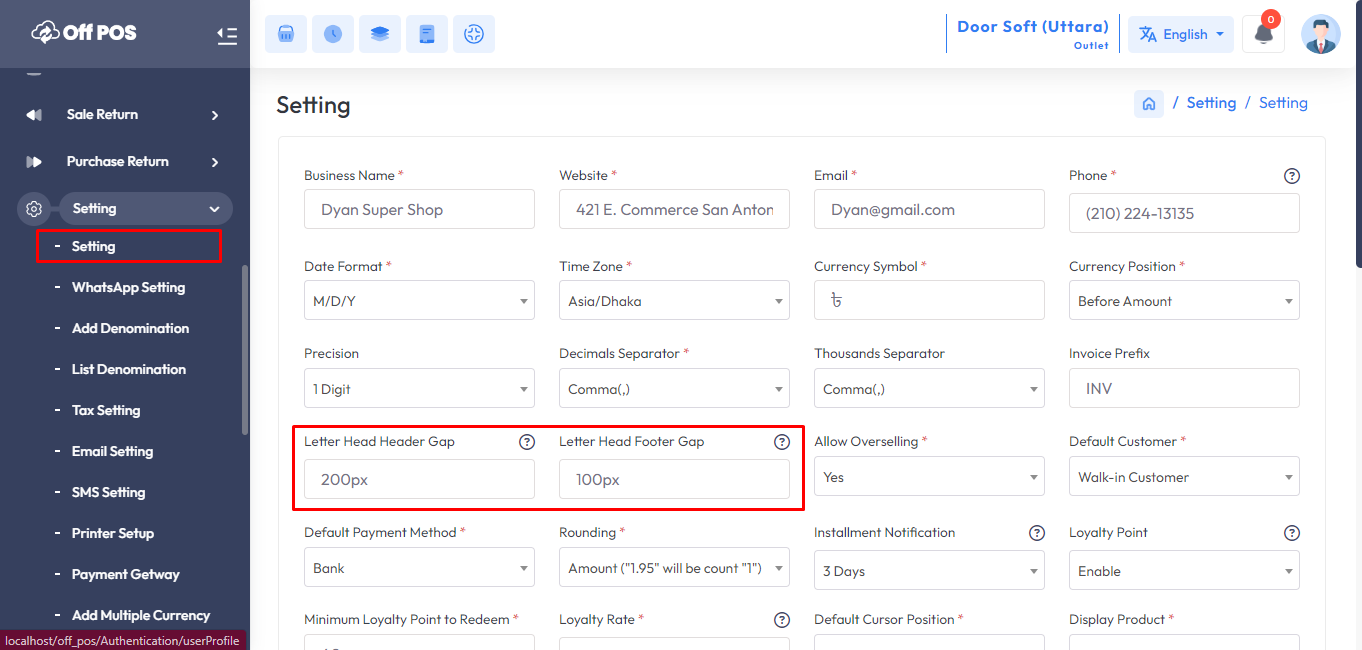 Off POS
Door Soft (Uttara)
Outlet
English
0
Sale Return
Purchase Return
Setting
- Setting
- WhatsApp Setting
- Add Denomination
- List Denomination
- Tax Setting
- Email Setting
- SMS Setting
- Printer Setup
- Payment Getway
- Add Multiple Currency
localhost/off_pos/Authentication/userProfile
Setting
/ Setting / Setting
Business Name * Website * Email * Phone * ?
Dyan Super Shop 421 E. Commerce San Anton Dyan@gmail.com (210) 224-13135
Date Format * Time Zone * Currency Symbol * Currency Position *
M/D/Y Asia/Dhaka ৳ Before Amount
Precision Decimals Separator * Thousands Separator Invoice Prefix
1 Digit Comma(,) Comma(,) INV
Letter Head Header Gap ? Letter Head Footer Gap ? Allow Overselling * Default Customer *
200px 100px Yes Walk-in Customer
Default Payment Method * Rounding * Installment Notification ? Loyalty Point ?
Bank Amount ("1.95" will be count "1") 3 Days Enable
Minimum Loyalty Point to Redeem * Loyalty Rate * ? Default Cursor Position * Display Product *